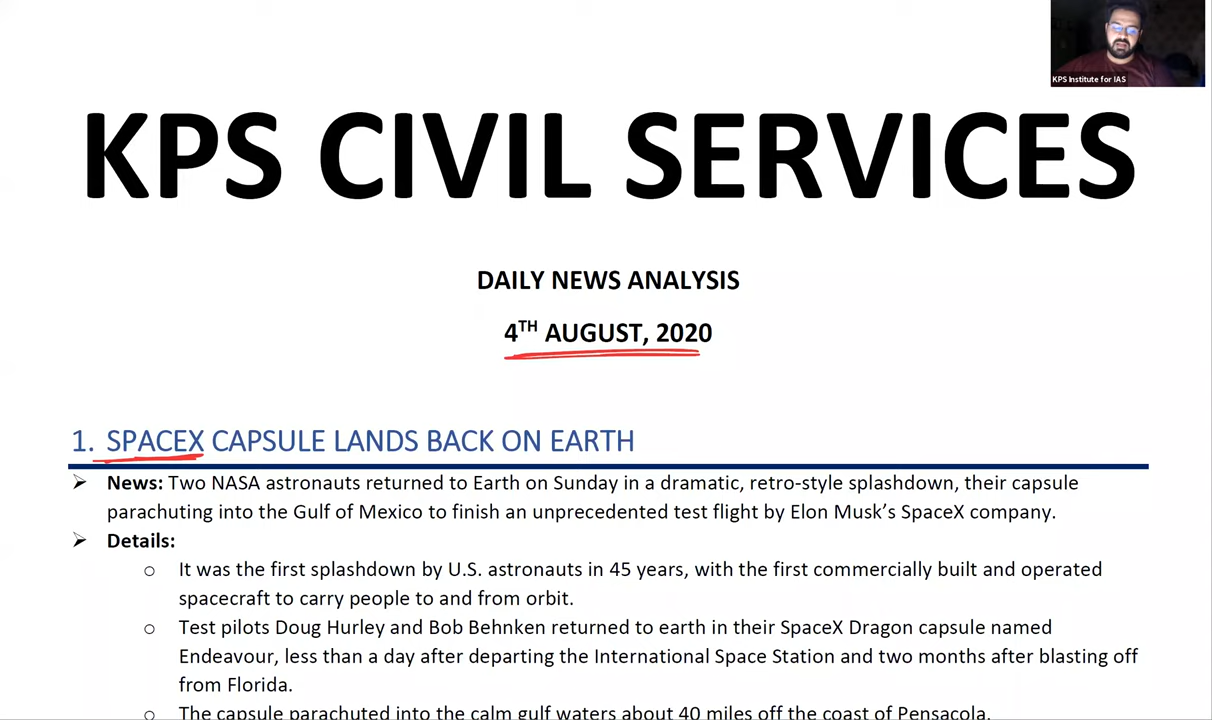 KPS Institute for IAS
KPS CIVIL SERVICES
DAILY NEWS ANALYSIS
4TH AUGUST, 2020
1. SPACEX CAPSULE LANDS BACK ON EARTH
➢ News: Two NASA astronauts returned to Earth on Sunday in a dramatic, retro-style splashdown, their capsule
parachuting into the Gulf of Mexico to finish an unprecedented test flight by Elon Musk’s SpaceX company.
➢ Details:
o It was the first splashdown by U.S. astronauts in 45 years, with the first commercially built and operated
spacecraft to carry people to and from orbit.
o Test pilots Doug Hurley and Bob Behnken returned to earth in their SpaceX Dragon capsule named
Endeavour, less than a day after departing the International Space Station and two months after blasting off
from Florida.
o The capsule parachuted into the calm gulf waters about 40 miles off the coast of Pensacola.